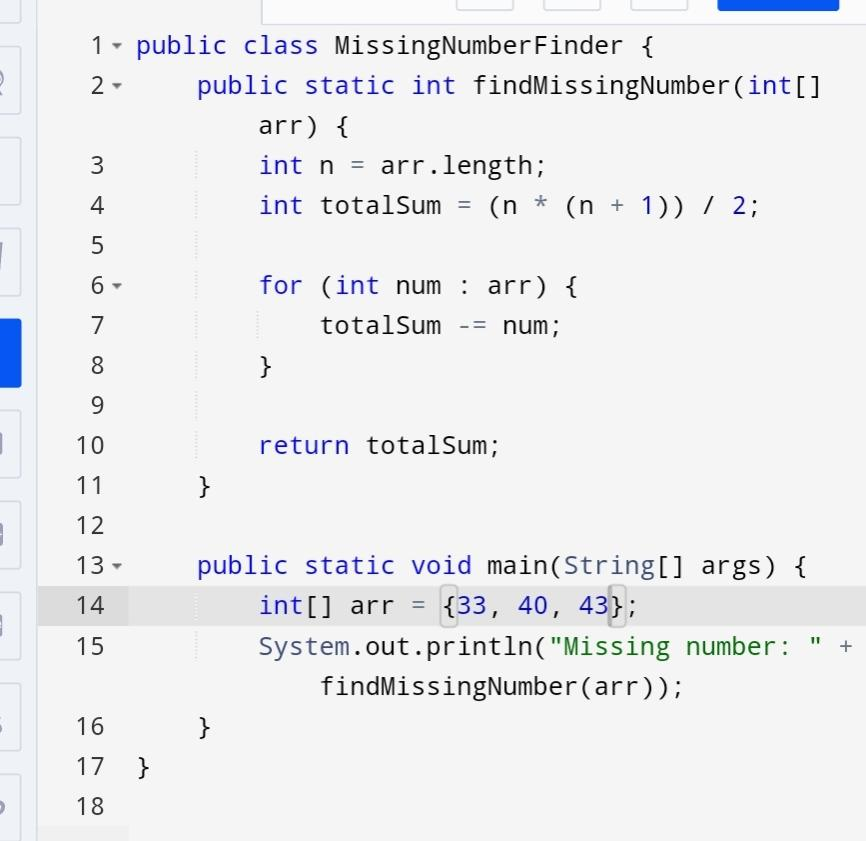 1 public class MissingNumberFinder {
2 public static int findMissingNumber(int[]
arr) {
3 int n = arr.length;
4 int totalSum = (n * (n + 1)) / 2;
5
6 for (int num : arr) {
7 totalSum -= num;
8 }
9
10 return totalSum;
11 }
12
13 public static void main(String[] args) {
14 int[] arr = {33, 40, 43};
15 System.out.println("Missing number: " +
findMissingNumber(arr));
16 }
17 }
18